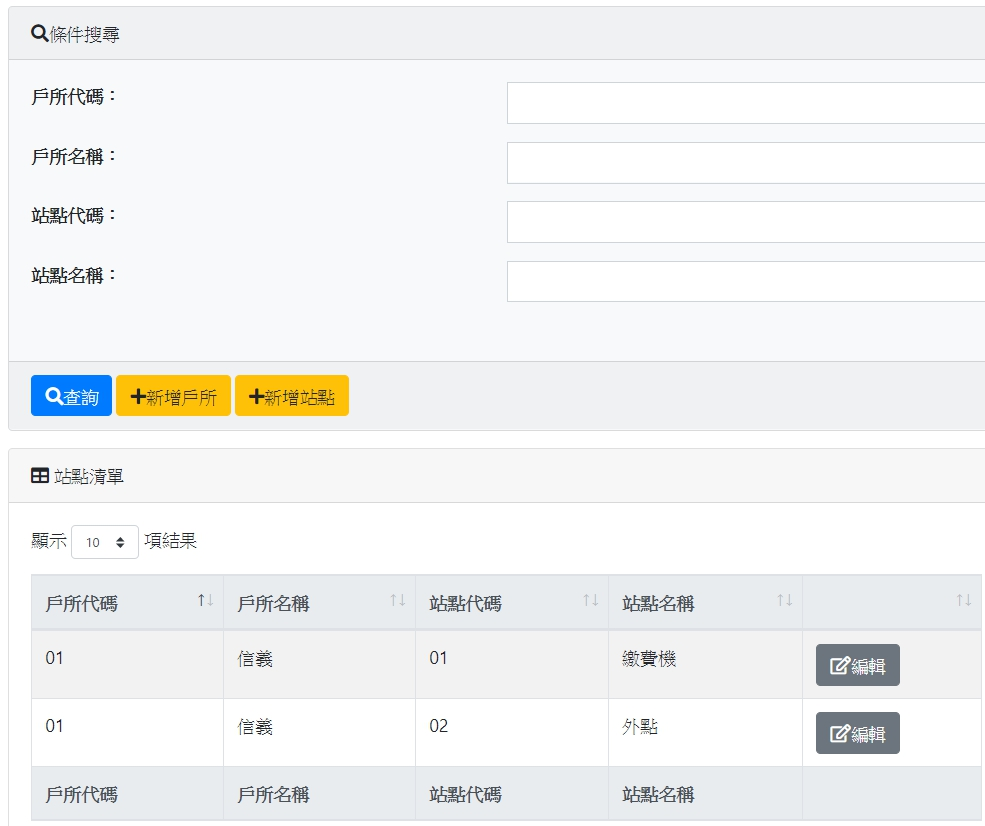 條件搜尋
戶所代碼：
戶所名稱：
站點代碼：
站點名稱：
查詢 新增戶所 新增站點
站點清單
顯示 10 項結果
戶所代碼 戶所名稱 站點代碼 站點名稱
01 信義 01 繳費機 編輯
01 信義 02 外點 編輯
戶所代碼 戶所名稱 站點代碼 站點名稱